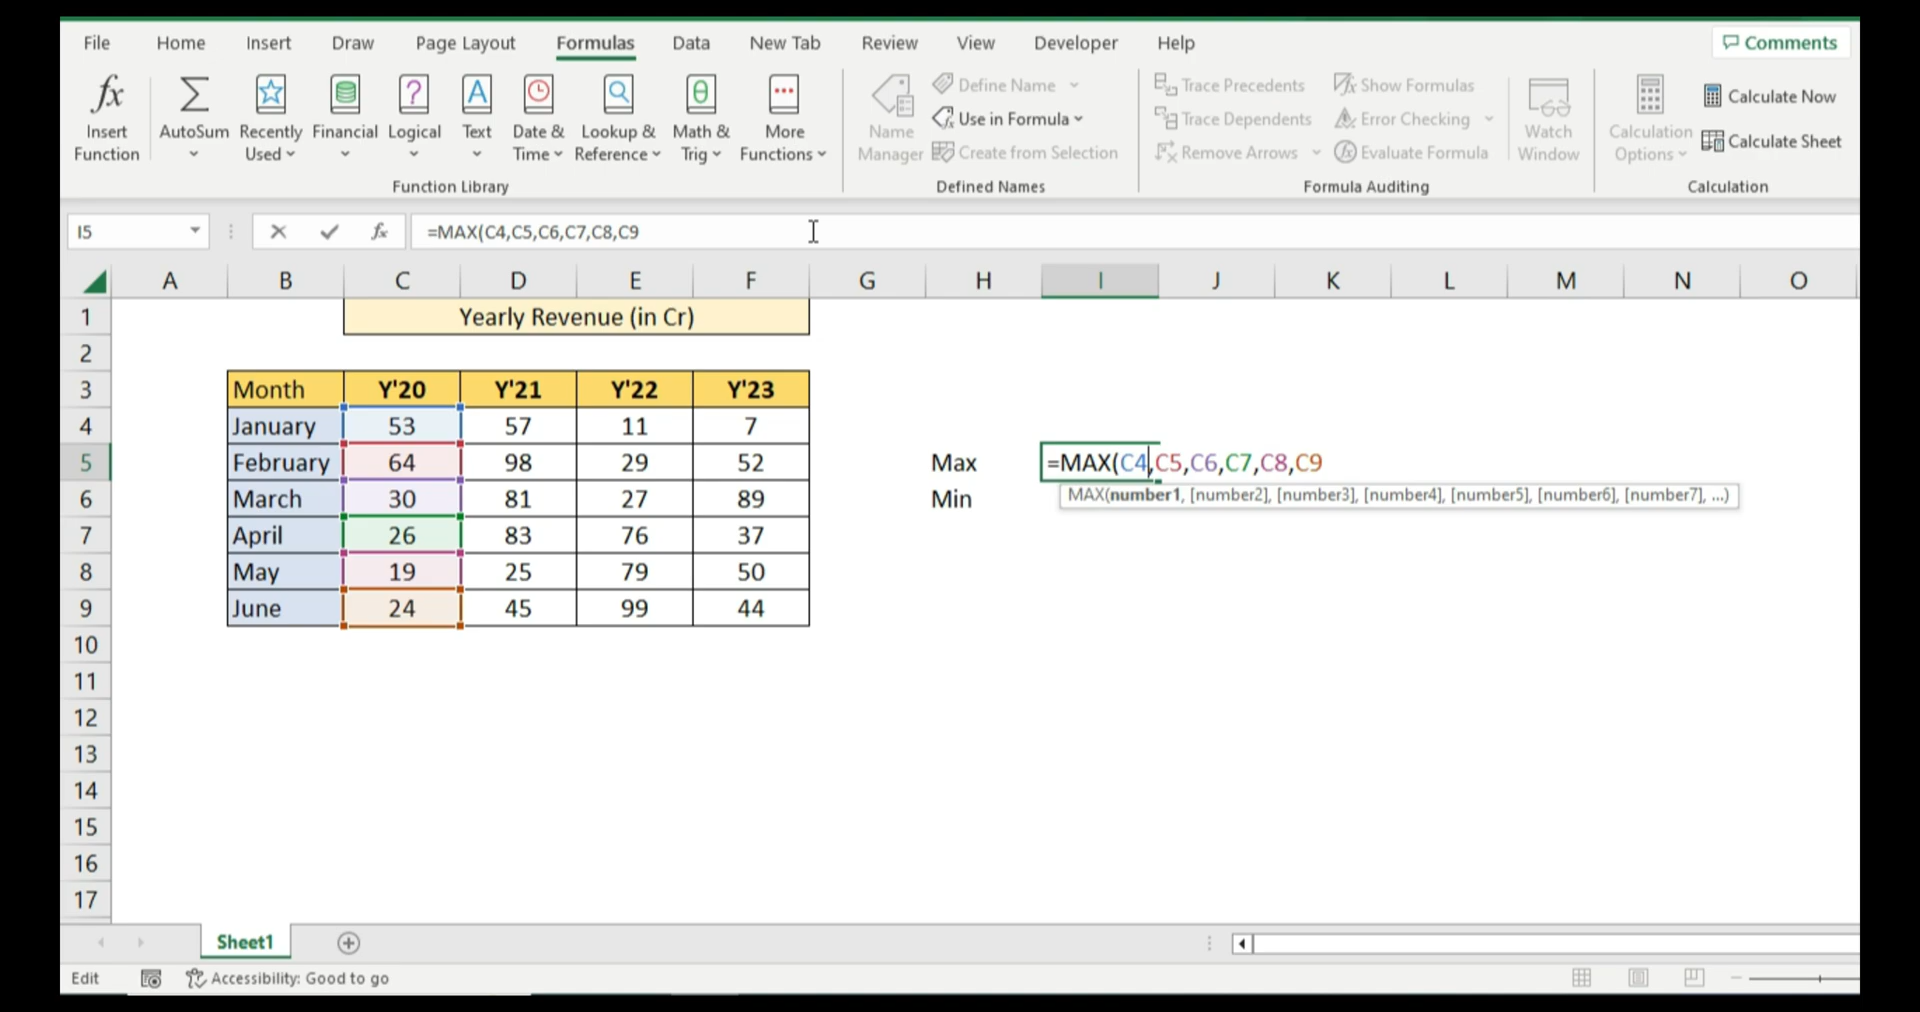 File Home Insert Draw Page Layout Formulas Data New Tab Review View Developer Help Comments
Insert Function AutoSum Recently Used Financial Logical Text Date & Time Lookup & Reference Math & Trig More Functions
Name Manager Define Name Use in Formula Create from Selection
Trace Precedents Trace Dependents Remove Arrows Show Formulas Error Checking Evaluate Formula Watch Window
Calculation Options Calculate Now Calculate Sheet
Function Library Defined Names Formula Auditing Calculation
I5 fx =MAX(C4,C5,C6,C7,C8,C9
A B C D E F G H I J K L M N O
1 Yearly Revenue (in Cr)
2
3 Month Y'20 Y'21 Y'22 Y'23
4 January 53 57 11 7
5 February 64 98 29 52 Max =MAX(C4,C5,C6,C7,C8,C9
6 March 30 81 27 89 Min MAX(number1, [number2], [number3], [number4], [number5], [number6], [number7], ...)
7 April 26 83 76 37
8 May 19 25 79 50
9 June 24 45 99 44
10
11
12
13
14
15
16
17
Sheet1
Edit Accessibility: Good to go